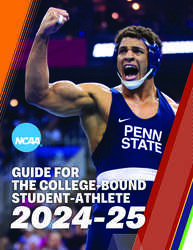 PENN
STATE
NCAA
GUIDE FOR
THE COLLEGE-BOUND
STUDENT-ATHLETE
2024-25